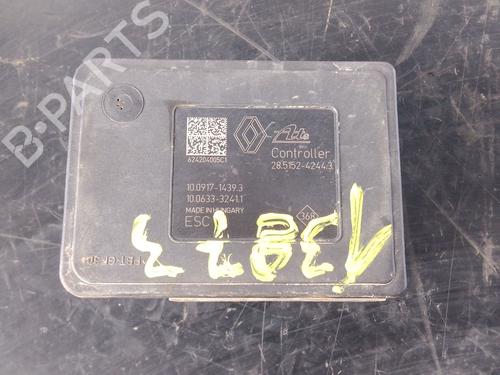 B-PARTS
Ate
624204005C1
Controller
28.5152-4244.3
10.0917-1439.3
10.0633-3241.1
MADE IN HUNGARY
ESC
368